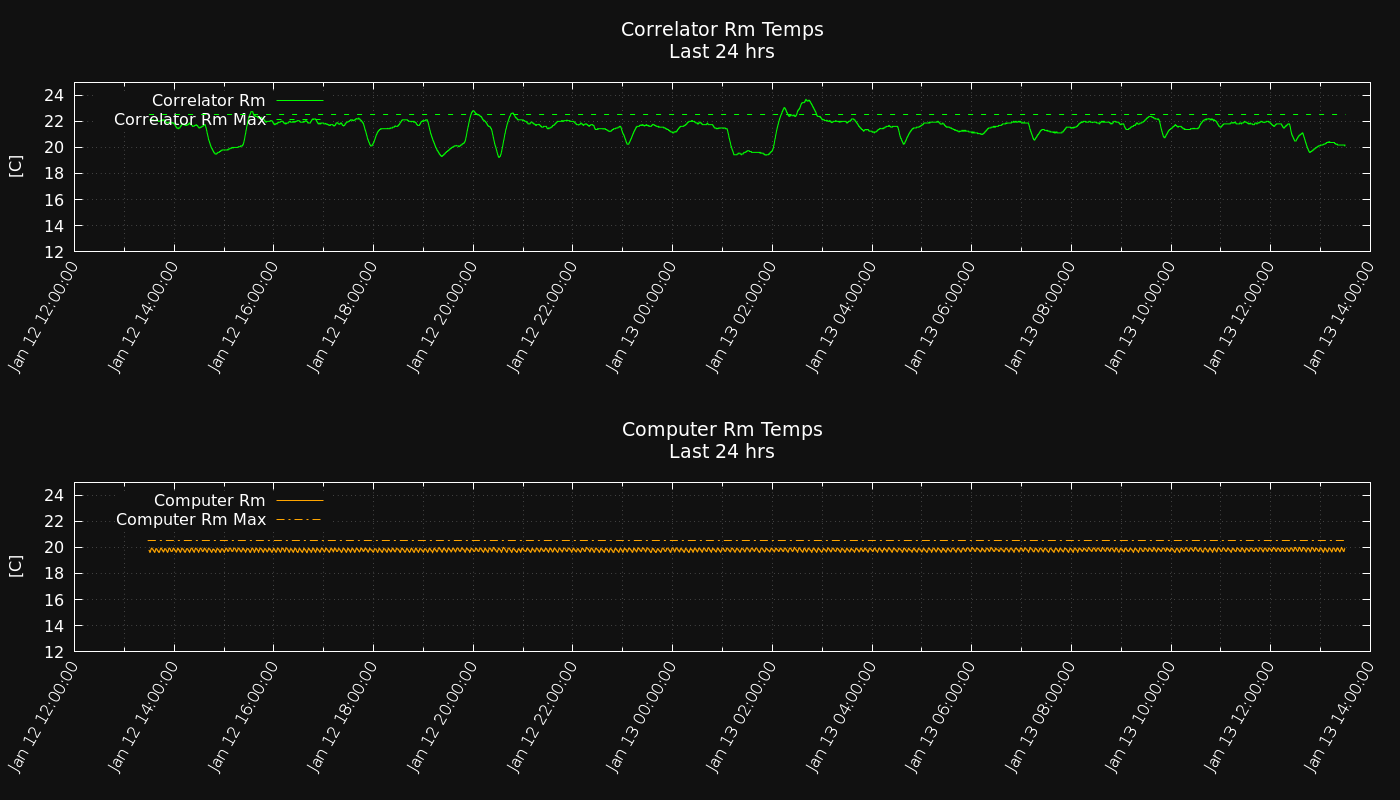 Correlator Rm Temps
Last 24 hrs
Correlator Rm
Correlator Rm Max
[C]
24
22
20
18
16
14
12
Jan 12 12:00:00
Jan 12 14:00:00
Jan 12 16:00:00
Jan 12 18:00:00
Jan 12 20:00:00
Jan 12 22:00:00
Jan 13 00:00:00
Jan 13 02:00:00
Jan 13 04:00:00
Jan 13 06:00:00
Jan 13 08:00:00
Jan 13 10:00:00
Jan 13 12:00:00
Jan 13 14:00:00
Computer Rm Temps
Last 24 hrs
Computer Rm
Computer Rm Max
[C]
24
22
20
18
16
14
12
Jan 12 12:00:00
Jan 12 14:00:00
Jan 12 16:00:00
Jan 12 18:00:00
Jan 12 20:00:00
Jan 12 22:00:00
Jan 13 00:00:00
Jan 13 02:00:00
Jan 13 04:00:00
Jan 13 06:00:00
Jan 13 08:00:00
Jan 13 10:00:00
Jan 13 12:00:00
Jan 13 14:00:00